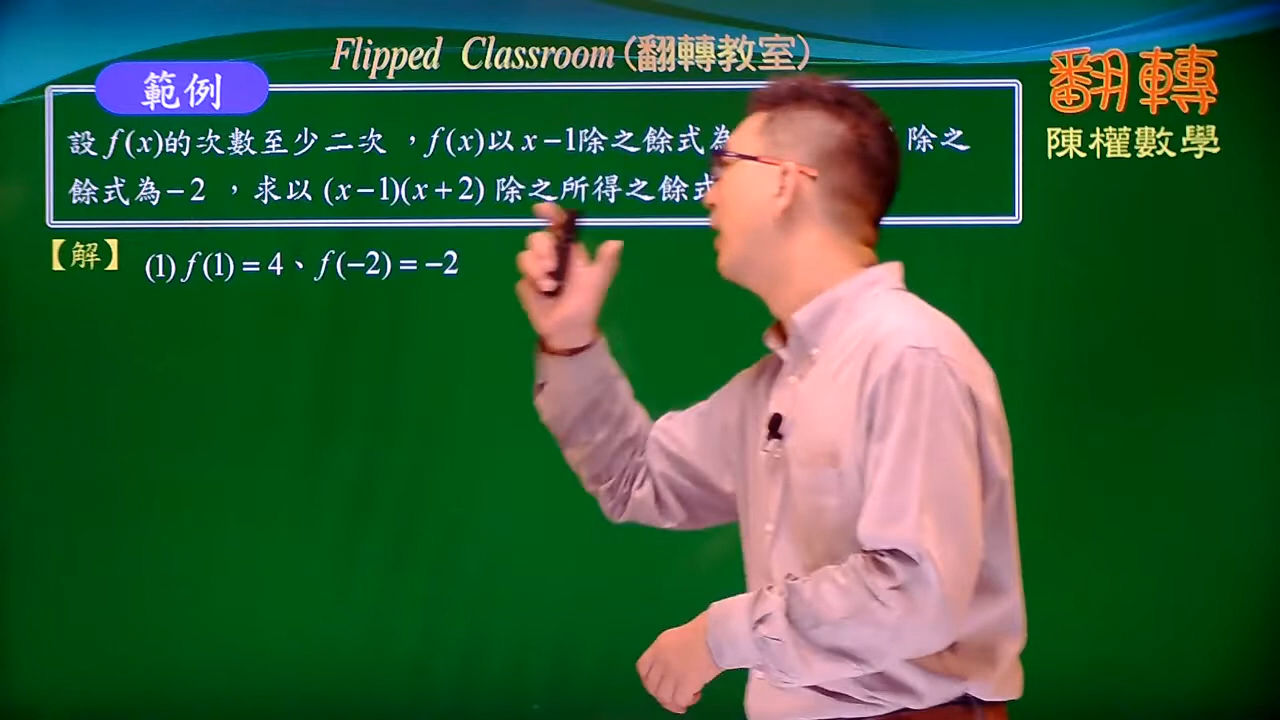 Flipped Classroom (翻轉教室)
翻轉
陳權數學
範例
設 f(x)的次數至少二次，f(x)以 x−1除之餘式為 除之
餘式為−2 ，求以 (x−1)(x+2) 除之所得之餘式
【解】 (1) f(1) = 4、f(−2) = −2